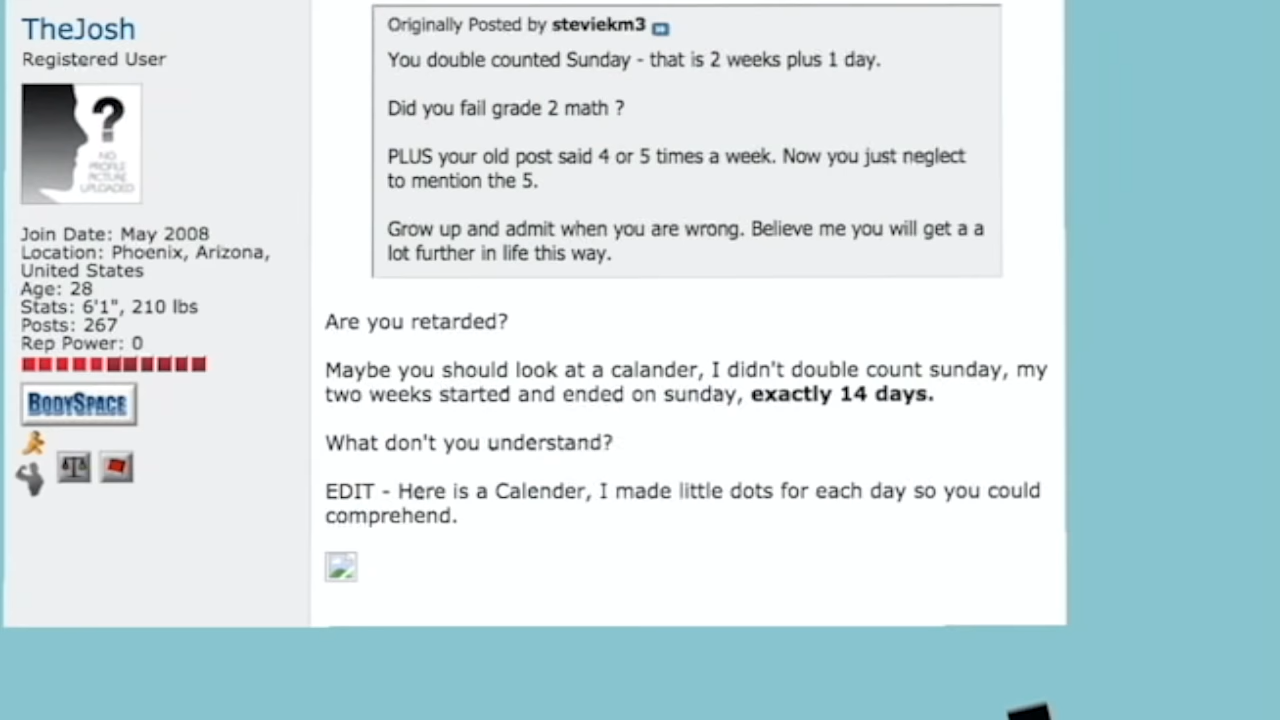 TheJosh
Registered User
NO
PROFILE
PICTURE
UPLOADED
Join Date: May 2008
Location: Phoenix, Arizona,
United States
Age: 28
Stats: 6'1", 210 lbs
Posts: 267
Rep Power: 0
BODYSPACE
Originally Posted by steviekm3
You double counted Sunday - that is 2 weeks plus 1 day.
Did you fail grade 2 math ?
PLUS your old post said 4 or 5 times a week. Now you just neglect
to mention the 5.
Grow up and admit when you are wrong. Believe me you will get a a
lot further in life this way.
Are you retarded?
Maybe you should look at a calander, I didn't double count sunday, my
two weeks started and ended on sunday, exactly 14 days.
What don't you understand?
EDIT - Here is a Calender, I made little dots for each day so you could
comprehend.